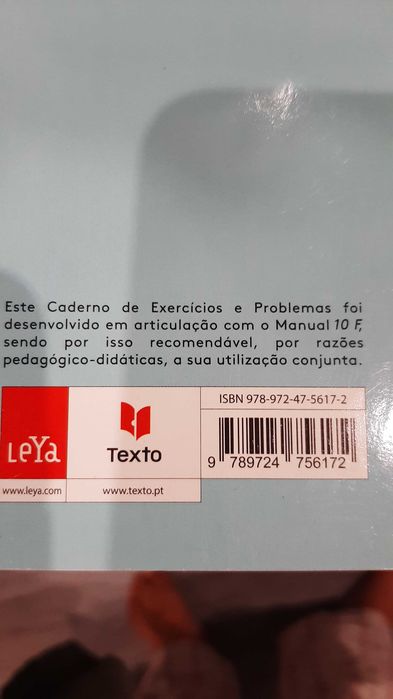 Este Caderno de Exercícios e Problemas foi
desenvolvido em articulação com o Manual 10 F,
sendo por isso recomendável, por razões
pedagógico-didáticas, a sua utilização conjunta.
ISBN 978-972-47-5617-2
LeYa
Texto
9 789724 756172
www.leya.com
www.texto.pt